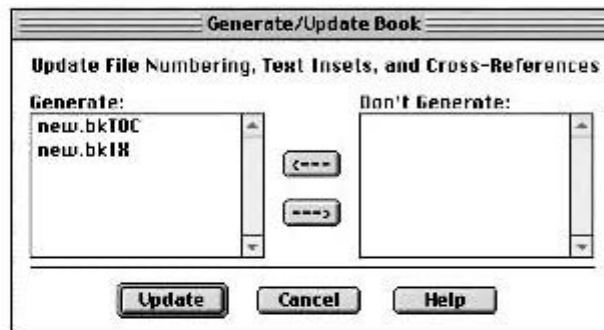 Generate/Update Book
Update File Numbering, Text Insets, and Cross-References
Generate: Don't Generate:
new.bkTOC
new.bkIX
<---
--->
Update Cancel Help